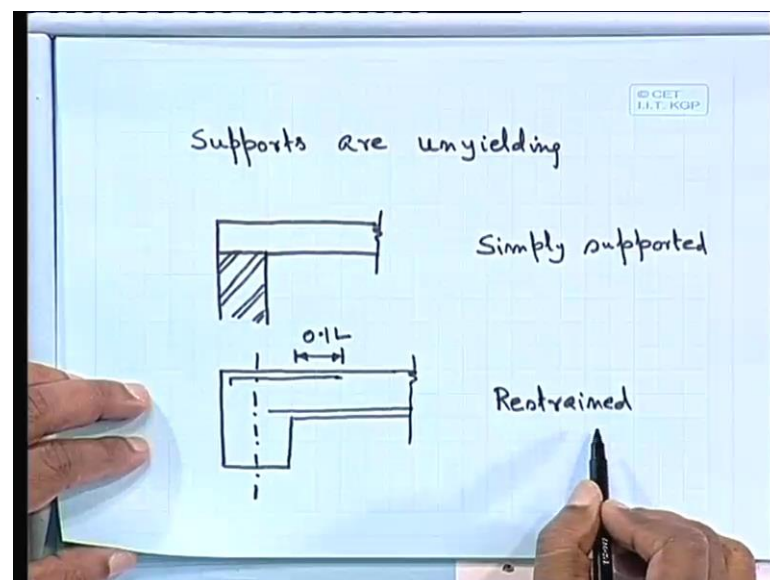 © CET
I.I.T. KGP
Supports are unyielding
Simply supported
0.1L
Restrained